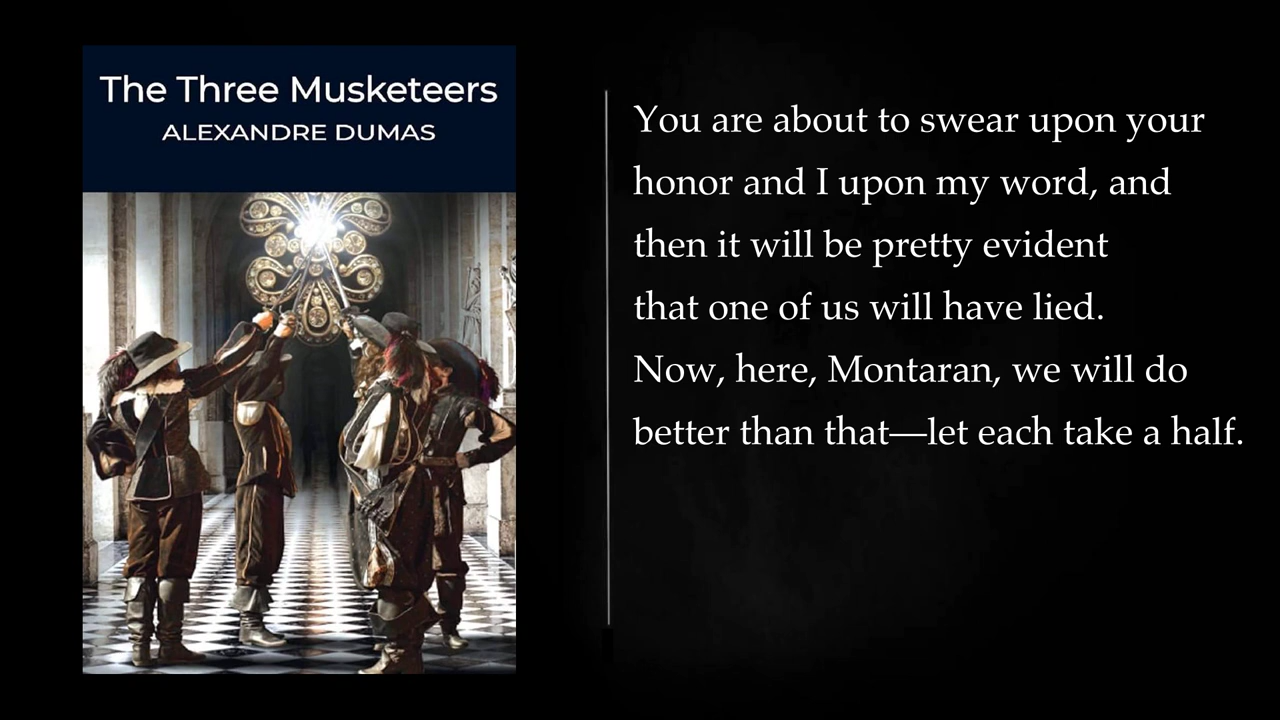 The Three Musketeers
ALEXANDRE DUMAS
You are about to swear upon your
honor and I upon my word, and
then it will be pretty evident
that one of us will have lied.
Now, here, Montaran, we will do
better than that—let each take a half.